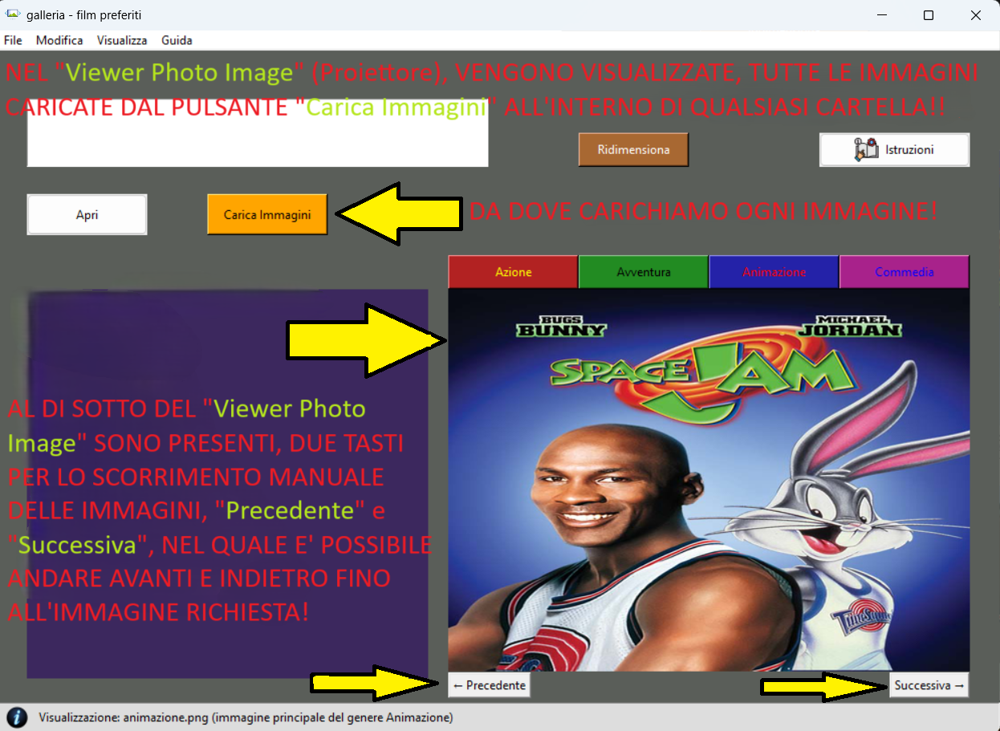 galleria - film preferiti
File Modifica Visualizza Guida
NEL "Viewer Photo Image" (Proiettore), VENGONO VISUALIZZATE, TUTTE LE IMMAGINI
CARICATE DAL PULSANTE "Carica Immagini" ALL'INTERNO DI QUALSIASI CARTELLA!!
Ridimensiona
Istruzioni
Apri
Carica Immagini
DA DOVE CARICHIAMO OGNI IMMAGINE!
Azione
Avventura
Animazione
Commedia
BUGS
BUNNY
MICHAEL
JORDAN
SPACE JAM
AL DI SOTTO DEL "Viewer Photo
Image" SONO PRESENTI, DUE TASTI
PER LO SCORRIMENTO MANUALE
DELLE IMMAGINI, "Precedente" e
"Successiva", NEL QUALE E' POSSIBILE
ANDARE AVANTI E INDIETRO FINO
ALL'IMMAGINE RICHIESTA!
TuneSquad
← Precedente
Successiva →
Visualizzazione: animazione.png (immagine principale del genere Animazione)